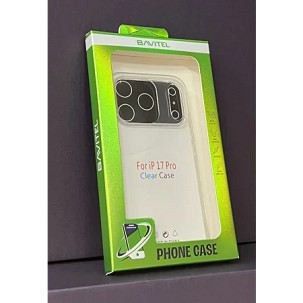 BAVITEL
BAVITEL
For iP 17 Pro
Clear Case
PHONE CASE